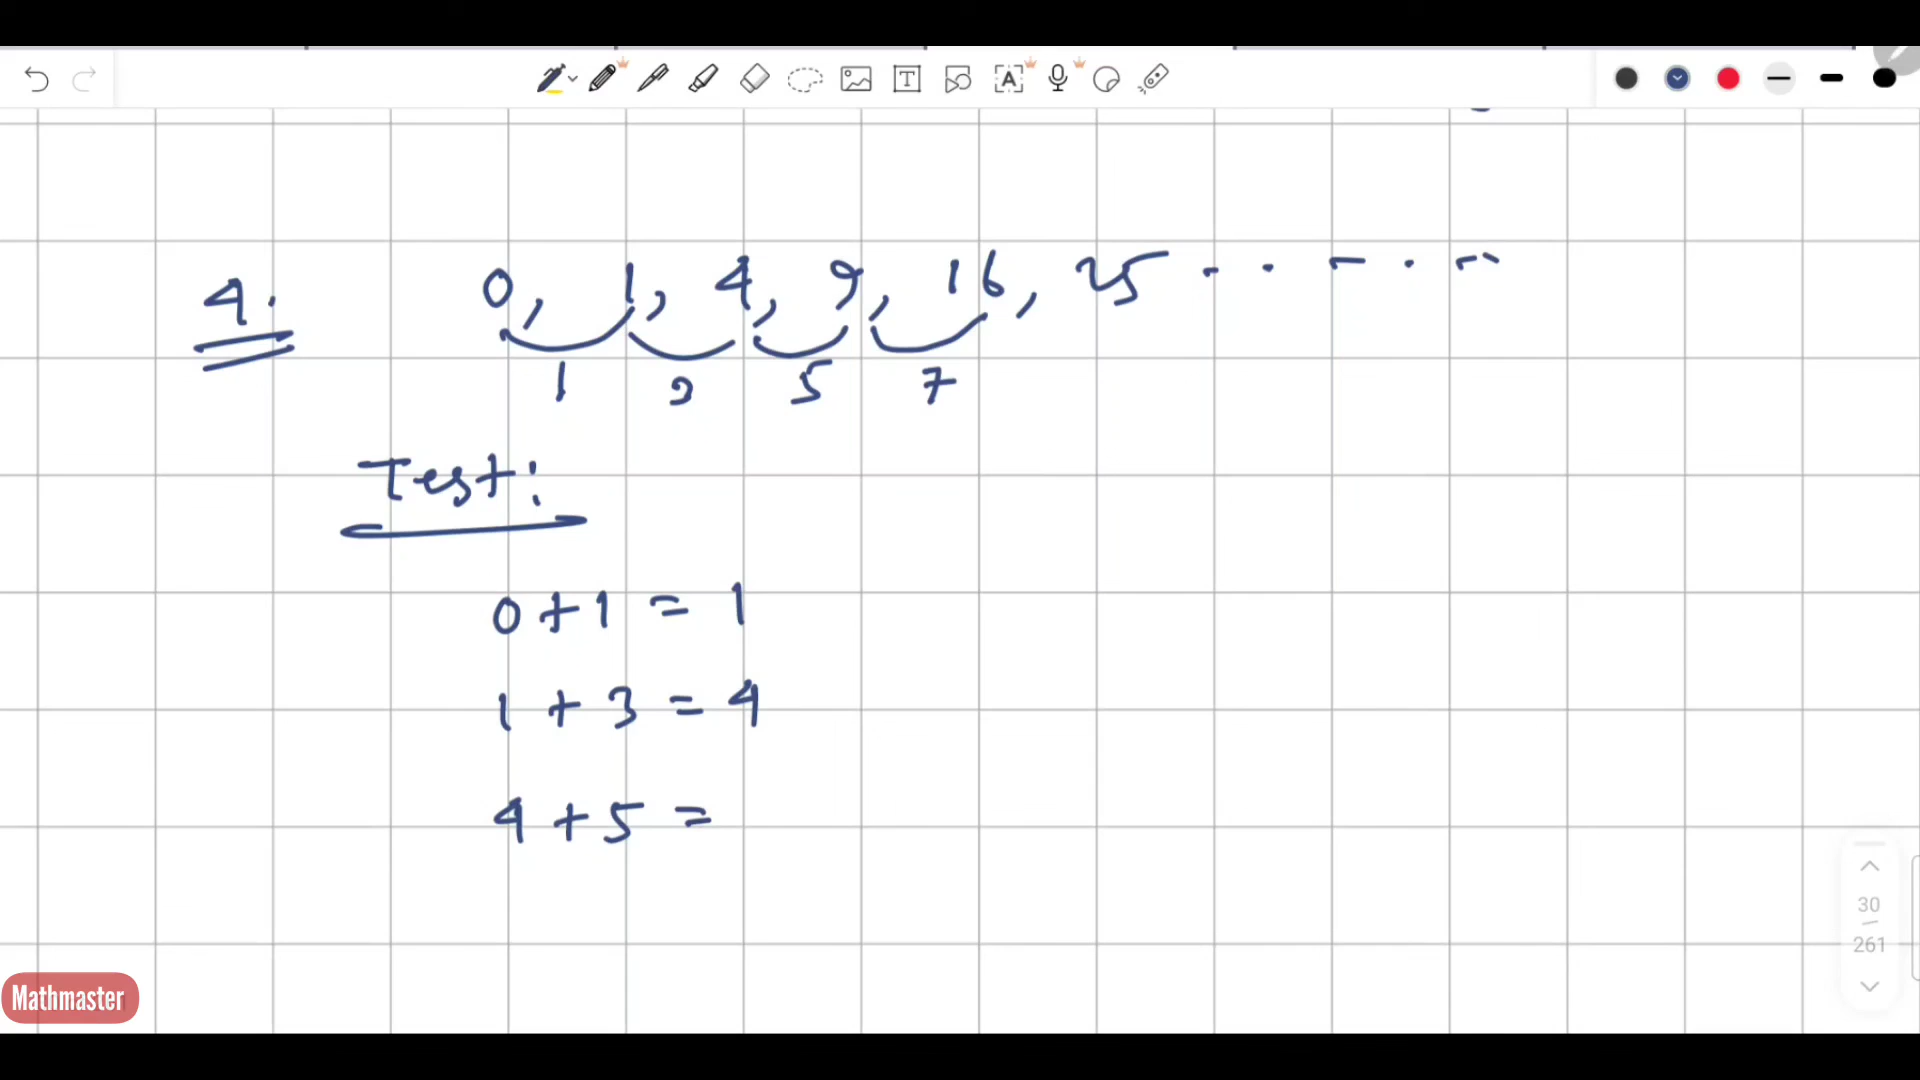 4. 0, 1, 4, 9, 16, 25 . . - . - -
1 3 5 7
Test:
0 + 1 = 1
1 + 3 = 4
4 + 5 =
30
261
Mathmaster